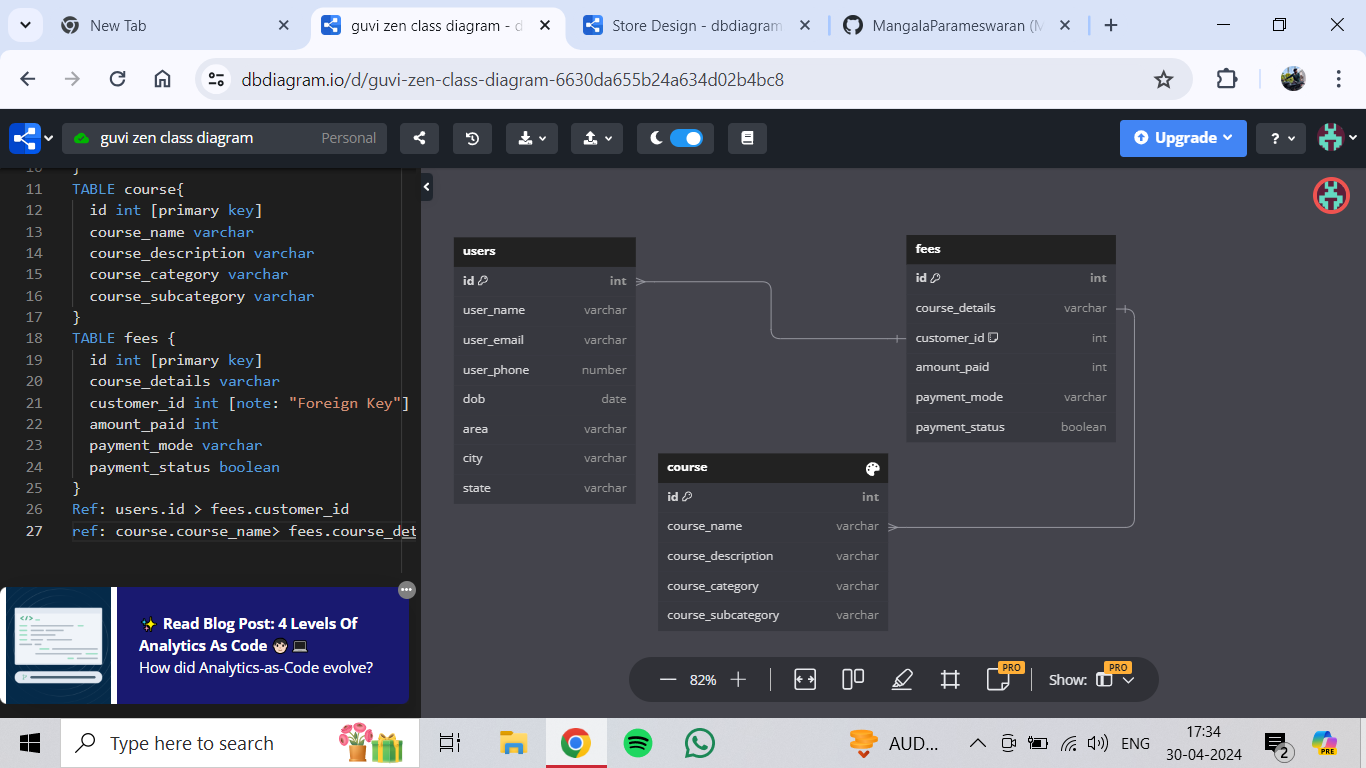 New Tab
guvi zen class diagram - d
Store Design - dbdiagram
MangalaParameswaran (M
dbdiagram.io/d/guvi-zen-class-diagram-6630da655b24a634d02b4bc8
guvi zen class diagram
Personal
Upgrade
?
10 }
11 TABLE course{
12 id int [primary key]
13 course_name varchar
14 course_description varchar
15 course_category varchar
16 course_subcategory varchar
17 }
18 TABLE fees {
19 id int [primary key]
20 course_details varchar
21 customer_id int [note: "Foreign Key"]
22 amount_paid int
23 payment_mode varchar
24 payment_status boolean
25 }
26 Ref: users.id > fees.customer_id
27 ref: course.course_name> fees.course_det
✨ Read Blog Post: 4 Levels Of
Analytics As Code 🧑🏻 💻
How did Analytics-as-Code evolve?
users
id int
user_name varchar
user_email varchar
user_phone number
dob date
area varchar
city varchar
state varchar
fees
id int
course_details varchar
customer_id int
amount_paid int
payment_mode varchar
payment_status boolean
course
id int
course_name varchar
course_description varchar
course_category varchar
course_subcategory varchar
82%
PRO
Show:
PRO
Type here to search
AUD...
ENG
17:34
30-04-2024
2
PRE